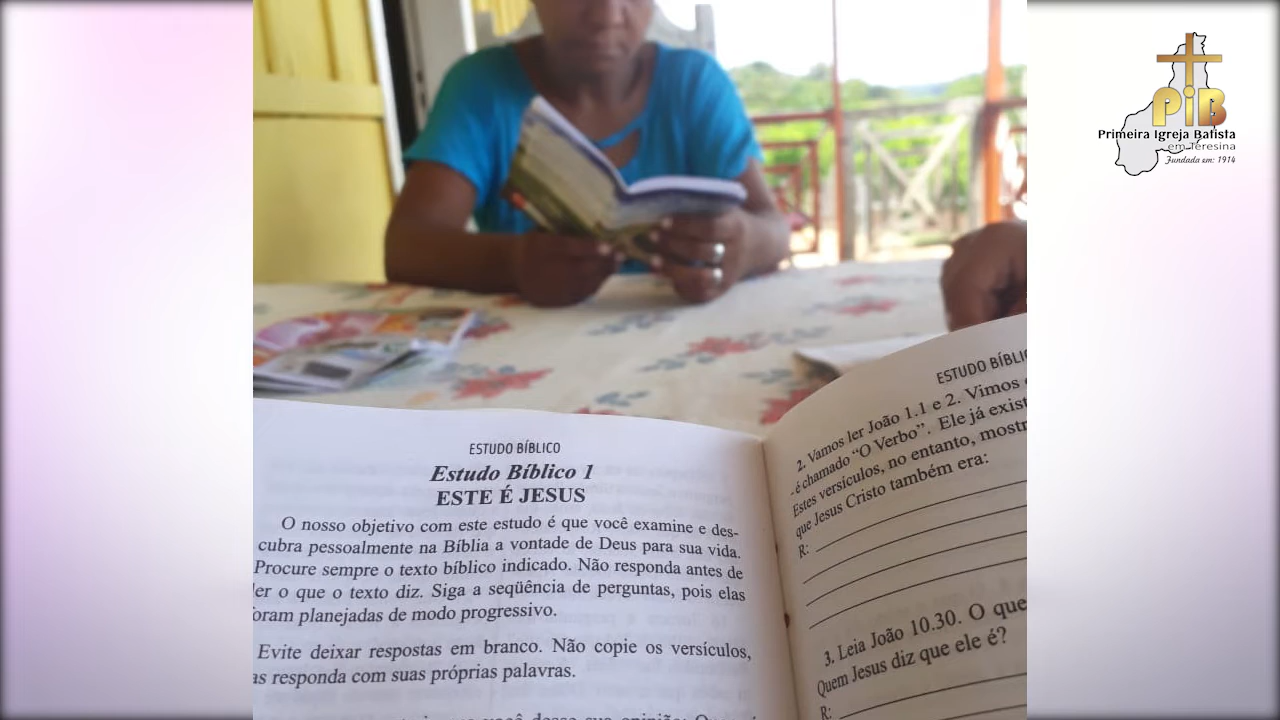 PiB
Primeira Igreja Batista
em Teresina
Fundada em: 1914
ESTUDO BÍBLICO
Estudo Bíblico 1
ESTE É JESUS
O nosso objetivo com este estudo é que você examine e des-
cubra pessoalmente na Bíblia a vontade de Deus para sua vida.
Procure sempre o texto bíblico indicado. Não responda antes de
ler o que o texto diz. Siga a seqüência de perguntas, pois elas
foram planejadas de modo progressivo.
Evite deixar respostas em branco. Não copie os versículos,
as responda com suas próprias palavras.
ESTUDO BÍBLIC
2. Vamos ler João 1.1 e 2. Vimos
é chamado “O Verbo”. Ele já exist
Estes versículos, no entanto, mostr
que Jesus Cristo também era:
R:
3. Leia João 10.30. O que
Quem Jesus diz que ele é?
R: